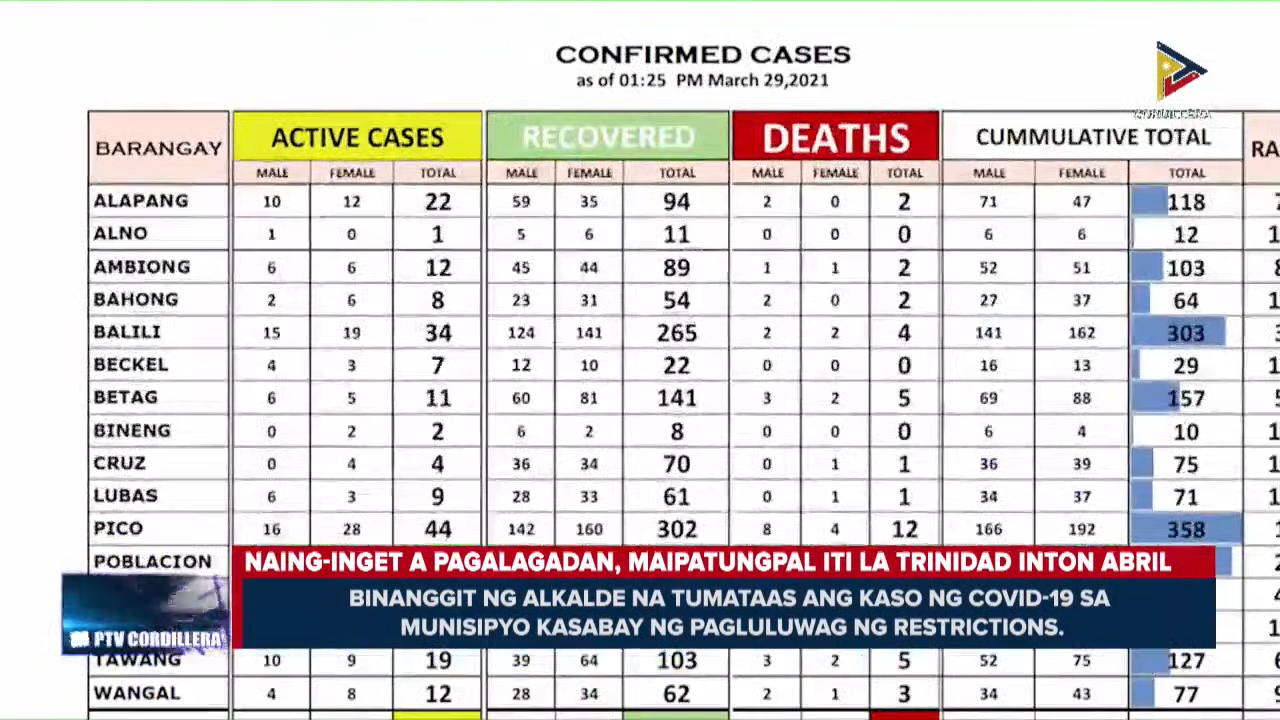 CONFIRMED CASES
as of 01:25 PM March 29,2021
CORDILLERA
BARANGAY ACTIVE CASES RECOVERED DEATHS CUMMULATIVE TOTAL RA
MALE FEMALE TOTAL MALE FEMALE TOTAL MALE FEMALE TOTAL MALE FEMALE TOTAL
ALAPANG 10 12 22 59 35 94 2 0 2 71 47 118
ALNO 1 0 1 5 6 11 0 0 0 6 6 12
AMBIONG 6 6 12 45 44 89 1 1 2 52 51 103
BAHONG 2 6 8 23 31 54 2 0 2 27 37 64
BALILI 15 19 34 124 141 265 2 2 4 141 162 303
BECKEL 4 3 7 12 10 22 0 0 0 16 13 29
BETAG 6 5 11 60 81 141 3 2 5 69 88 157
BINENG 0 2 2 6 2 8 0 0 0 6 4 10
CRUZ 0 4 4 36 34 70 0 1 1 36 39 75
LUBAS 6 3 9 28 33 61 0 1 1 34 37 71
PICO 16 28 44 142 160 302 8 4 12 166 192 358
POBLACION
NAING-INGET A PAGALAGADAN, MAIPATUNGPAL ITI LA TRINIDAD INTON ABRIL
BINANGGIT NG ALKALDE NA TUMATAAS ANG KASO NG COVID-19 SA
MUNISIPYO KASABAY NG PAGLULUWAG NG RESTRICTIONS.
PTV CORDILLERA
TAWANG 10 9 19 39 64 103 3 2 5 52 75 127
WANGAL 4 8 12 28 34 62 2 1 3 34 43 77